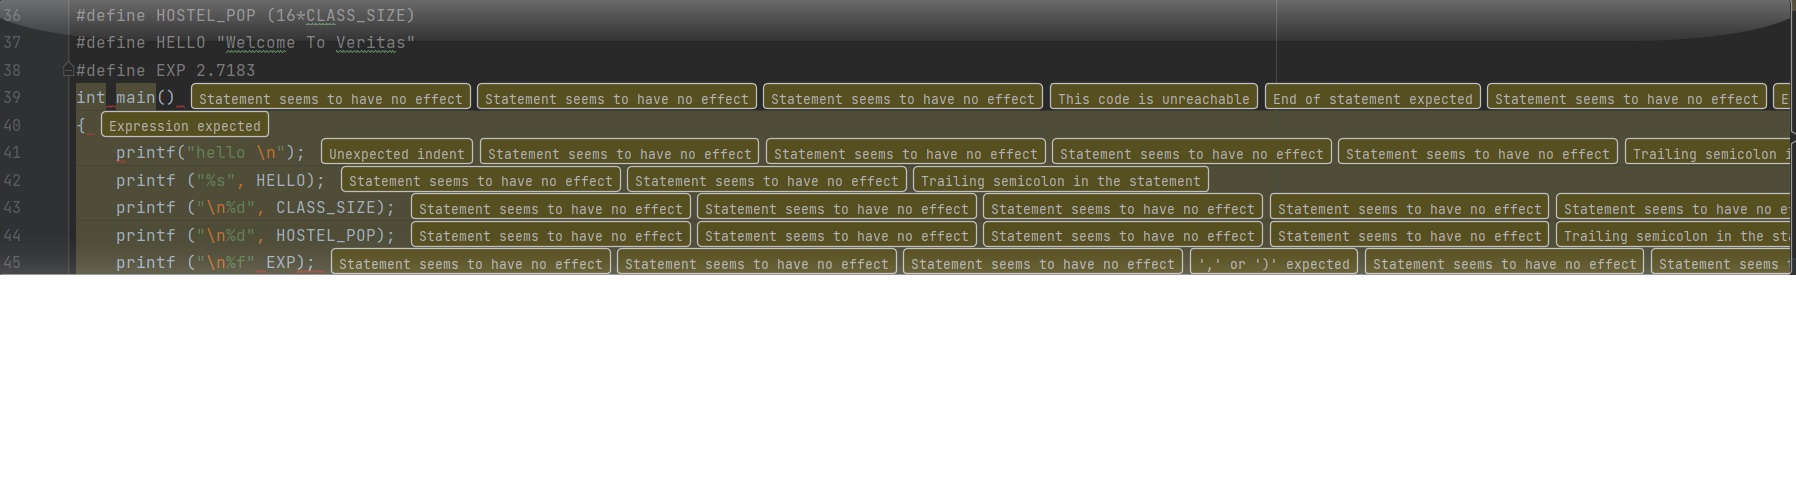 36 #define HOSTEL_POP (16*CLASS_SIZE)
37 #define HELLO "Welcome To Veritas"
38 #define EXP 2.7183
39 int main() Statement seems to have no effect Statement seems to have no effect Statement seems to have no effect This code is unreachable End of statement expected Statement seems to have no effect E
40 { Expression expected
41 printf("hello \n"); Unexpected indent Statement seems to have no effect Statement seems to have no effect Statement seems to have no effect Statement seems to have no effect Trailing semicolon i
42 printf ("%s", HELLO); Statement seems to have no effect Statement seems to have no effect Trailing semicolon in the statement
43 printf ("\n%d", CLASS_SIZE); Statement seems to have no effect Statement seems to have no effect Statement seems to have no effect Statement seems to have no effect Statement seems to have no e
44 printf ("\n%d", HOSTEL_POP); Statement seems to have no effect Statement seems to have no effect Statement seems to have no effect Statement seems to have no effect Trailing semicolon in the st
45 printf ("\n%f" EXP); Statement seems to have no effect Statement seems to have no effect Statement seems to have no effect ',' or ')' expected Statement seems to have no effect Statement seems